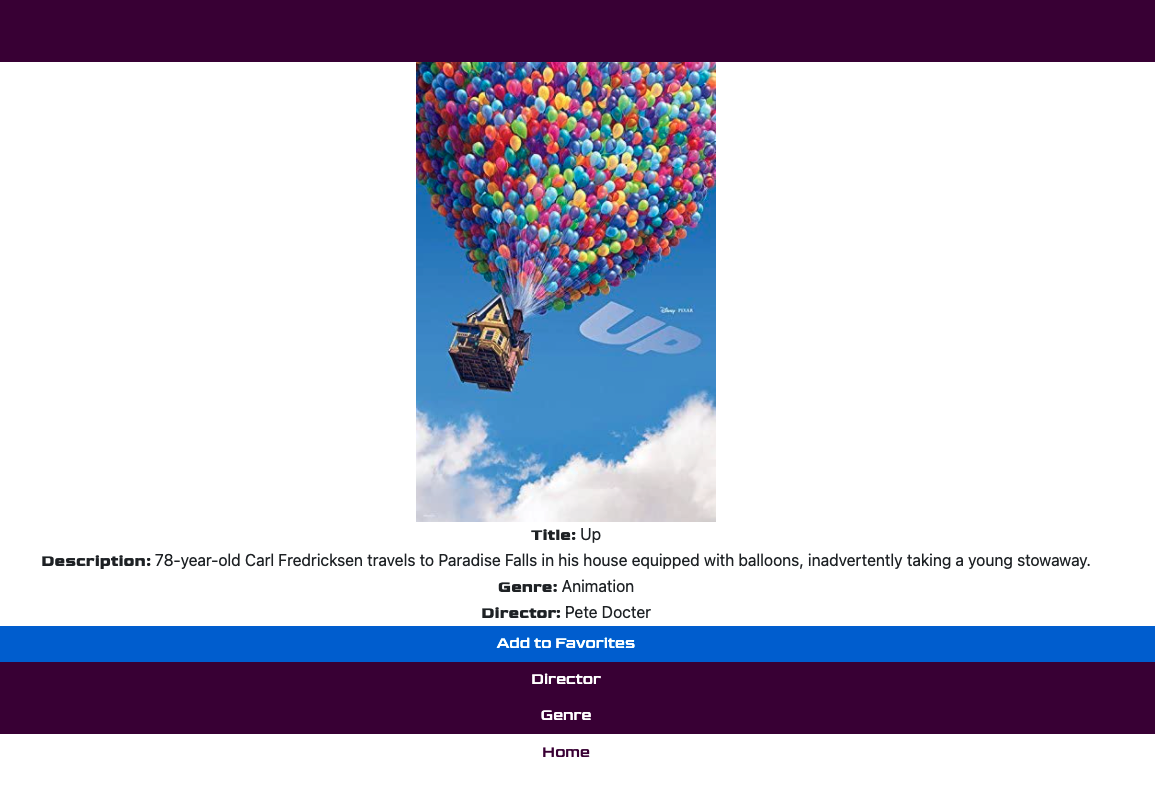 Disney PIXAR
UP
Title: Up
Description: 78-year-old Carl Fredricksen travels to Paradise Falls in his house equipped with balloons, inadvertently taking a young stowaway.
Genre: Animation
Director: Pete Docter
Add to Favorites
Director
Genre
Home